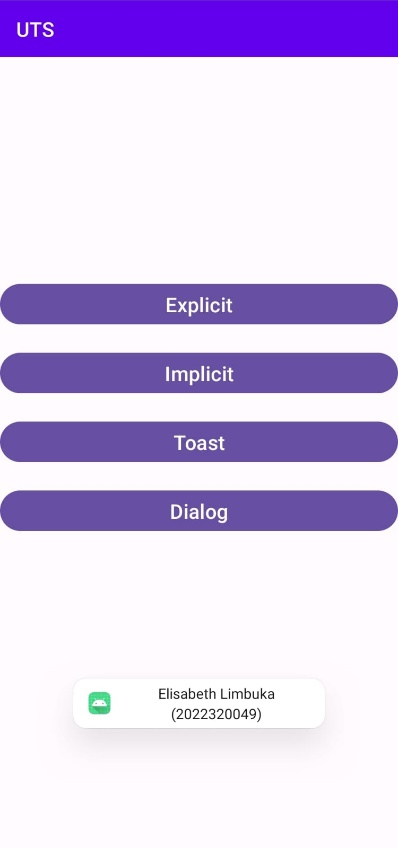 UTS
Explicit
Implicit
Toast
Dialog
Elisabeth Limbuka
(2022320049)